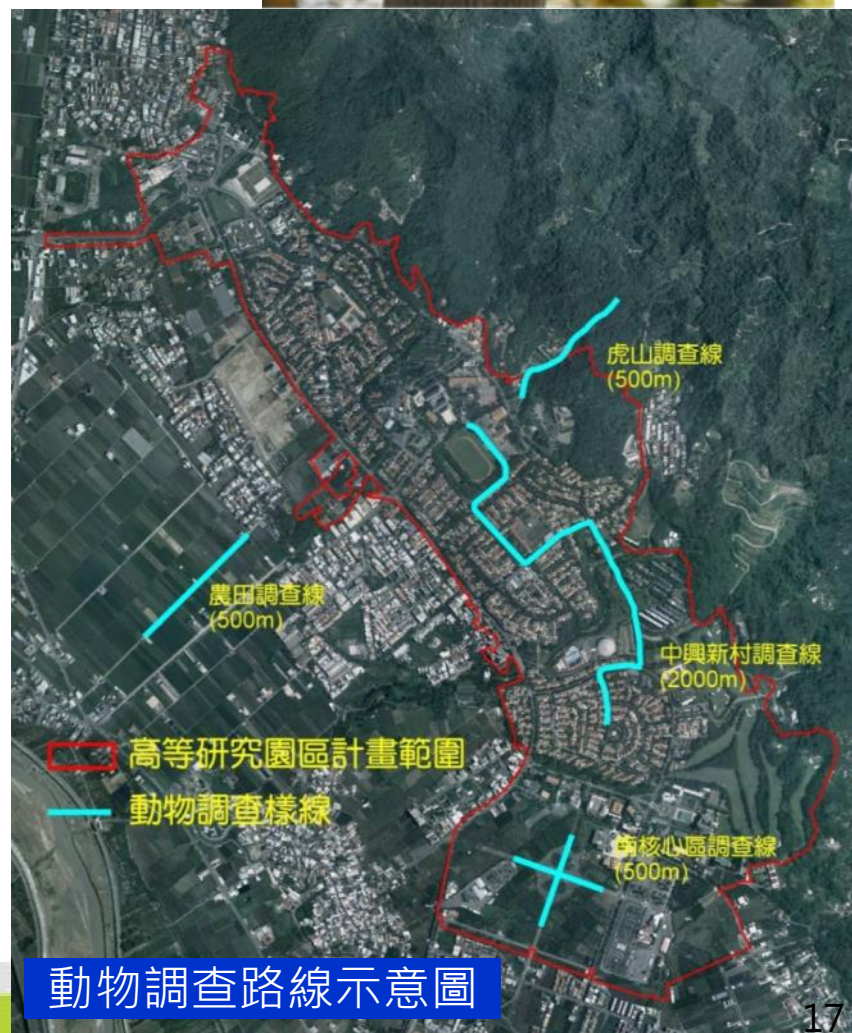 虎山調查線
(500m)
農田調查線
(500m)
中興新村調查線
(2000m)
高等研究園區計畫範圍
動物調查樣線
南核心區調查線
(500m)
動物調查路線示意圖
17